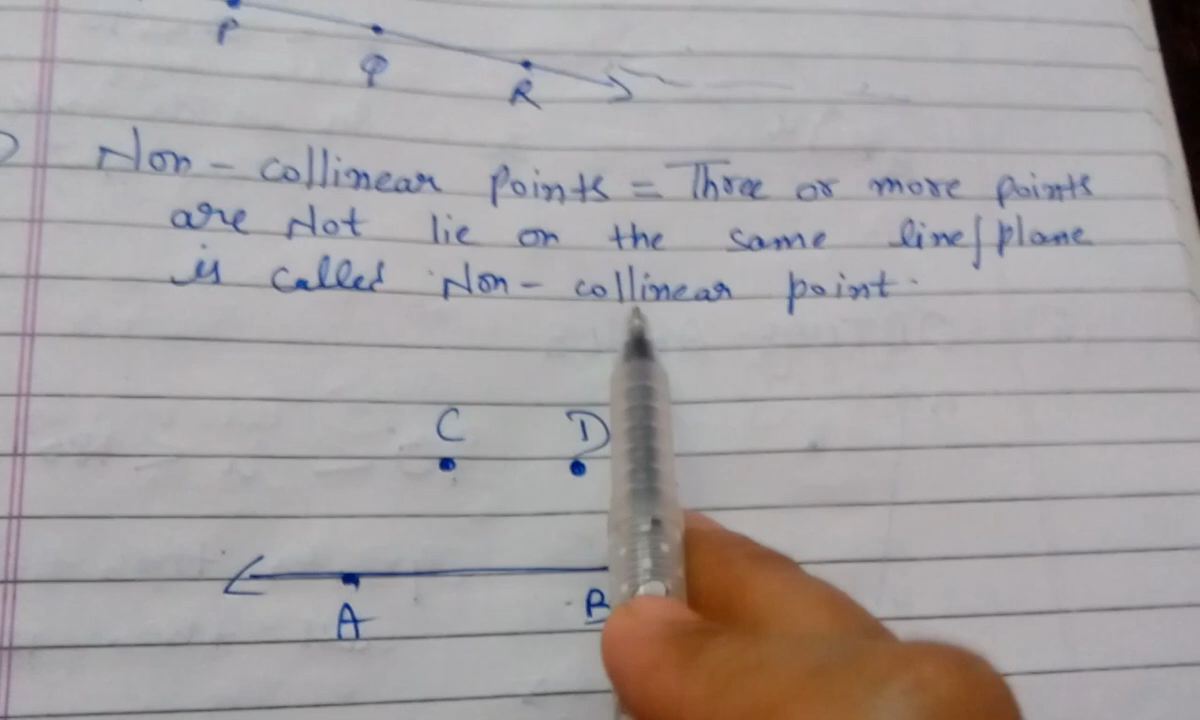 P
Q
R
Non - collinear Points = Three or more points
are Not lie on the same line/plane
is called Non - collinear point.
C D
A B